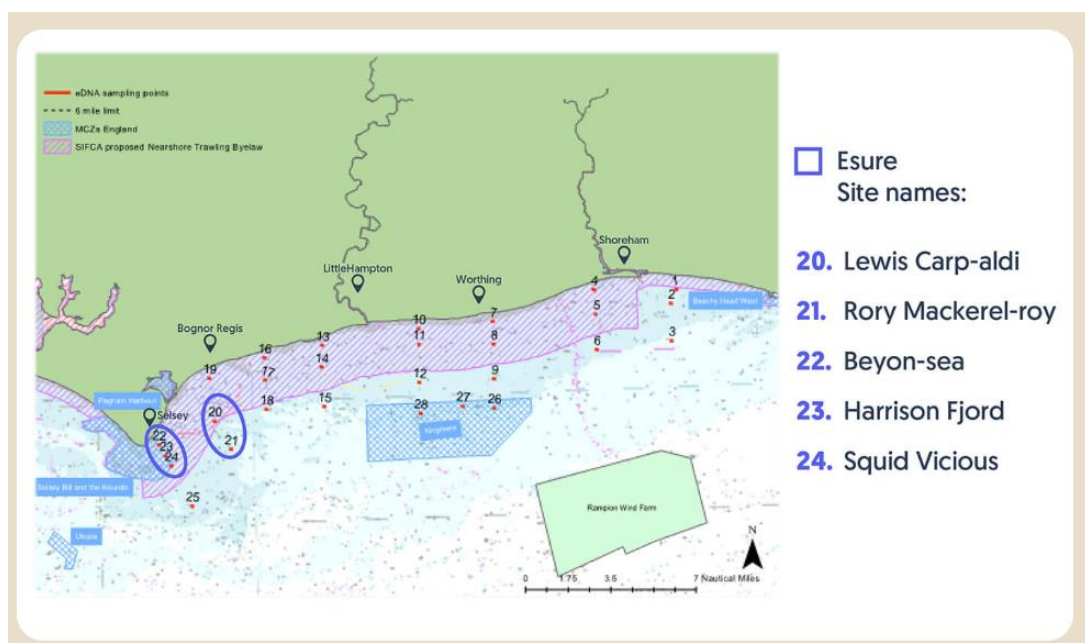 eDNA sampling points
6 mile limit
MCZs England
SIFCA proposed Nearshore Trawling Byelaw
Shoreham
LittleHampton
Worthing
Bognor Regis
4
1
2
5
Beachy Head West
3
6
7
8
9
10
11
12
13
14
15
16
17
18
19
20
21
Pagham Harbour
Selsey
22
23
24
Selsey Bill and the Hounds
25
28
27
26
Kingmere
Utopia
Rampion Wind Farm
N
0 1.75 3.5 7 Nautical Miles
Esure
Site names:
20. Lewis Carp-aldi
21. Rory Mackerel-roy
22. Beyon-sea
23. Harrison Fjord
24. Squid Vicious